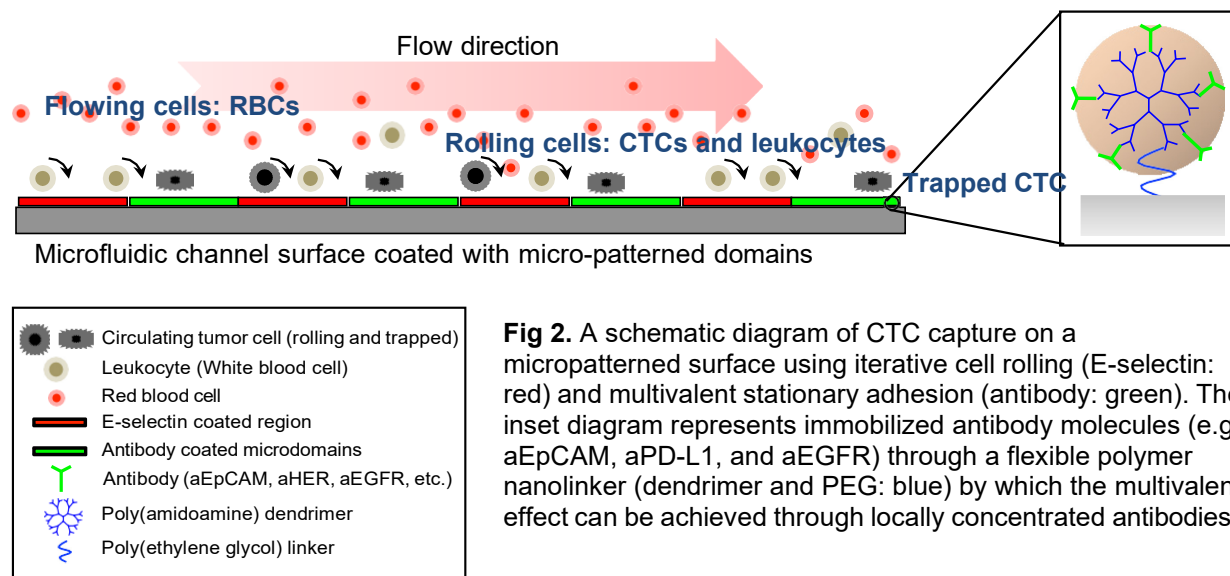 Flow direction
Flowing cells: RBCs
Rolling cells: CTCs and leukocytes
Trapped CTC
Microfluidic channel surface coated with micro-patterned domains
Circulating tumor cell (rolling and trapped)
Leukocyte (White blood cell)
Red blood cell
E-selectin coated region
Antibody coated microdomains
Antibody (aEpCAM, aHER, aEGFR, etc.)
Poly(amidoamine) dendrimer
Poly(ethylene glycol) linker
Fig 2. A schematic diagram of CTC capture on a
micropatterned surface using iterative cell rolling (E-selectin:
red) and multivalent stationary adhesion (antibody: green). The
inset diagram represents immobilized antibody molecules (e.g
aEpCAM, aPD-L1, and aEGFR) through a flexible polymer
nanolinker (dendrimer and PEG: blue) by which the multivalen
effect can be achieved through locally concentrated antibodies